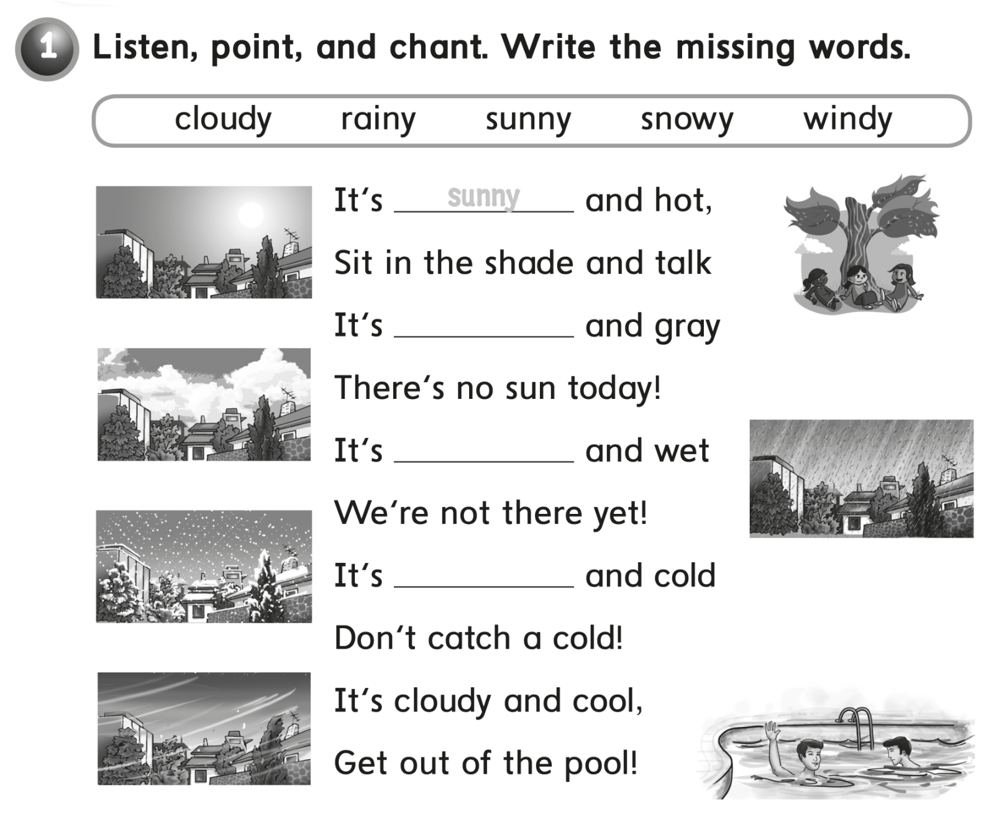 1 Listen, point, and chant. Write the missing words.
cloudy rainy sunny snowy windy
It‘s sunny and hot,
Sit in the shade and talk
It‘s ____________ and gray
There‘s no sun today!
It‘s ____________ and wet
We‘re not there yet!
It‘s ____________ and cold
Don‘t catch a cold!
It‘s cloudy and cool,
Get out of the pool!